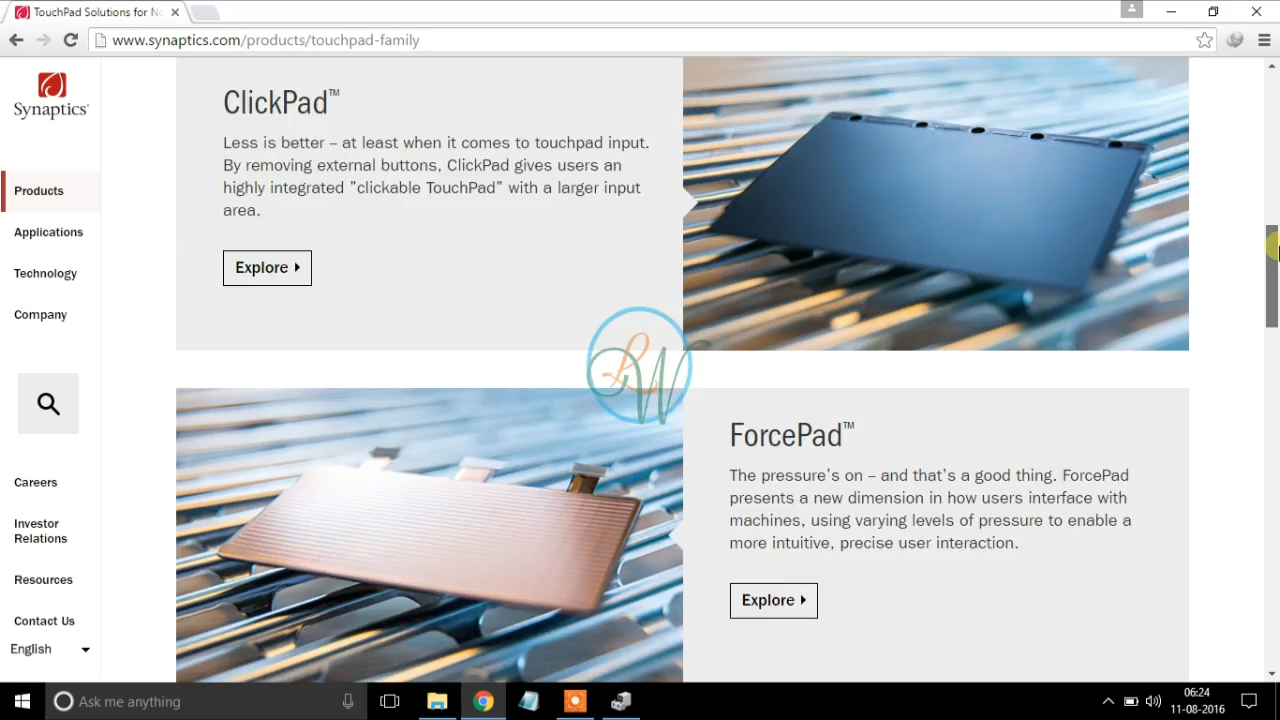 TouchPad Solutions for No
www.synaptics.com/products/touchpad-family
Synaptics
Products
Applications
Technology
Company
Careers
Investor
Relations
Resources
Contact Us
English
ClickPad™
Less is better – at least when it comes to touchpad input.
By removing external buttons, ClickPad gives users an
highly integrated "clickable TouchPad" with a larger input
area.
Explore
LW
ForcePad™
The pressure's on – and that's a good thing. ForcePad
presents a new dimension in how users interface with
machines, using varying levels of pressure to enable a
more intuitive, precise user interaction.
Explore
Ask me anything
06:24
11-08-2016